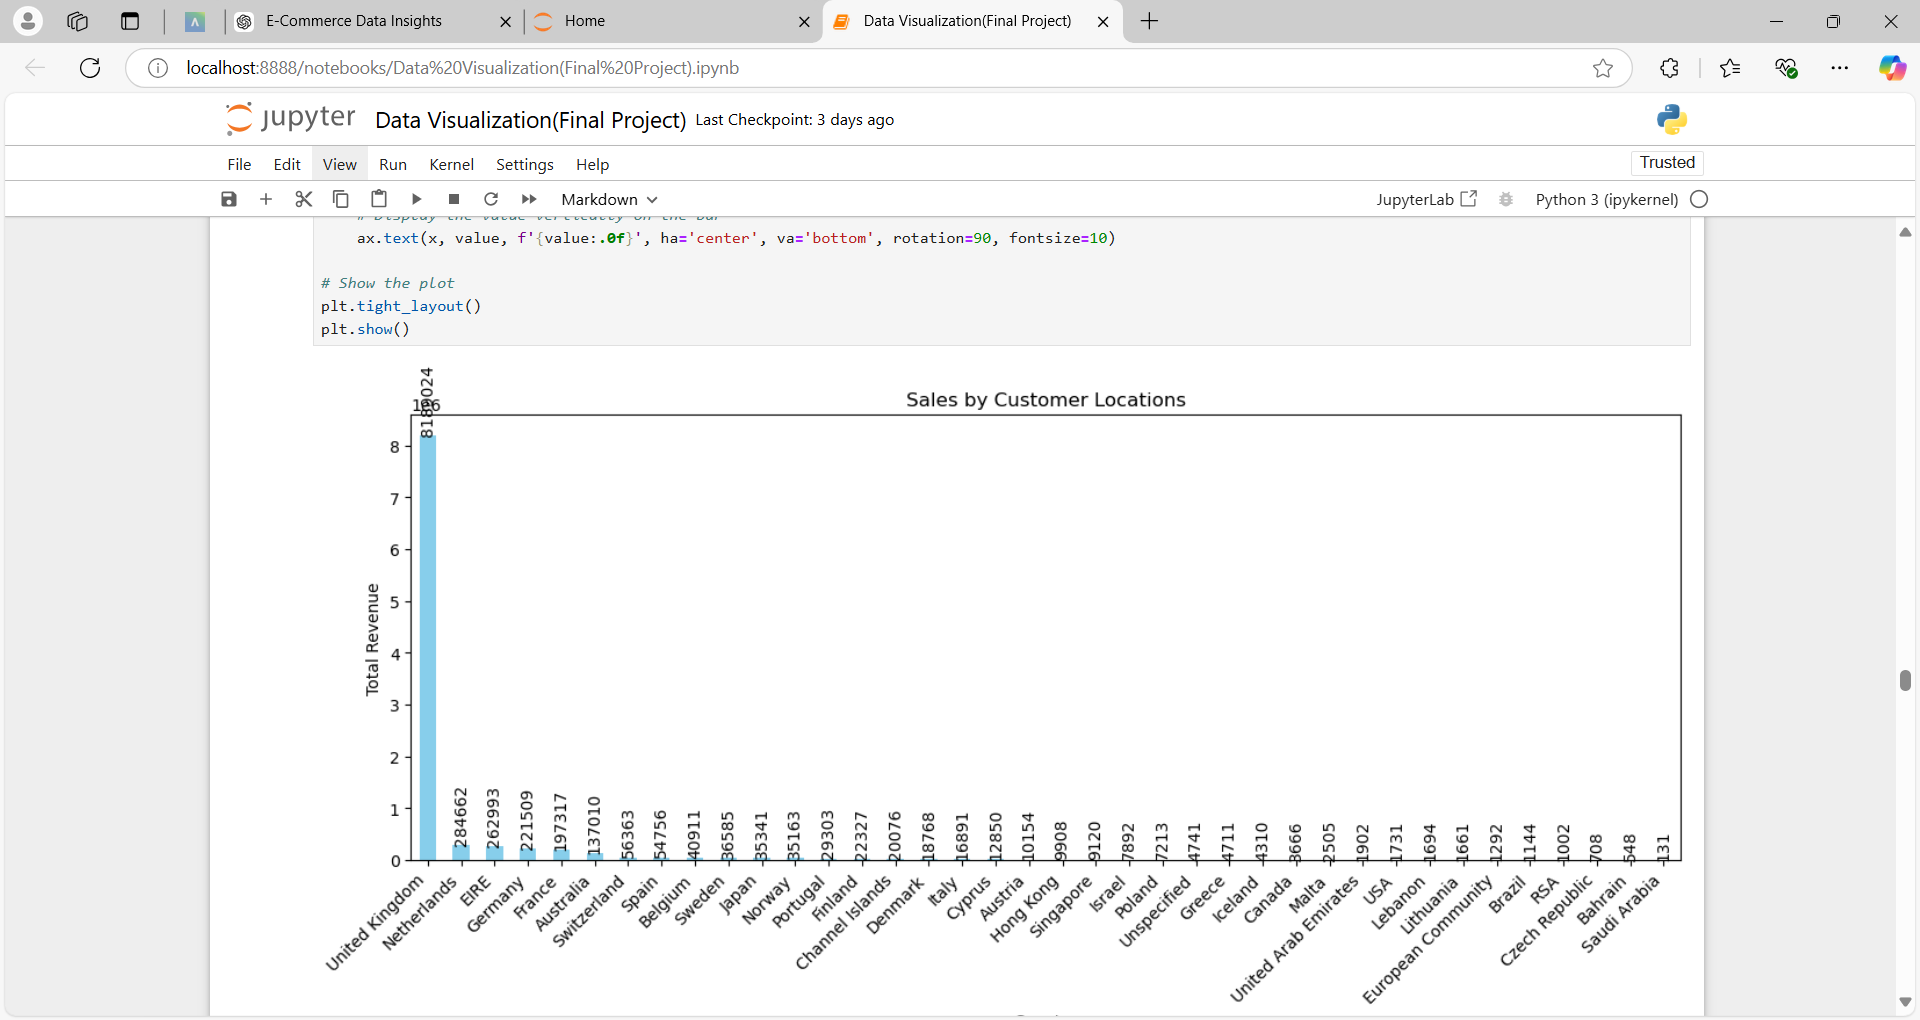 E-Commerce Data Insights
Home
Data Visualization(Final Project)
localhost:8888/notebooks/Data%20Visualization(Final%20Project).ipynb
jupyter Data Visualization(Final Project) Last Checkpoint: 3 days ago
File Edit View Run Kernel Settings Help
Trusted
Markdown
JupyterLab
Python 3 (ipykernel)
# Display the value vertically on the bar
ax.text(x, value, f'{value:.0f}', ha='center', va='bottom', rotation=90, fontsize=10)
# Show the plot
plt.tight_layout()
plt.show()
Sales by Customer Locations
1e6
8
7
6
5
4
3
2
1
0
Total Revenue
284662
262993
221509
197317
137010
56363
54756
40911
36585
35341
35163
29303
22327
20076
18768
16891
12850
10154
9908
9120
7892
7213
4741
4711
4310
3666
2505
1902
1731
1694
1661
1292
1144
1002
708
548
131
United Kingdom
Netherlands
EIRE
Germany
France
Australia
Switzerland
Spain
Belgium
Sweden
Japan
Norway
Portugal
Finland
Channel Islands
Denmark
Italy
Cyprus
Austria
Hong Kong
Singapore
Israel
Poland
Unspecified
Greece
Iceland
Canada
Malta
United Arab Emirates
USA
Lebanon
Lithuania
European Community
Brazil
RSA
Czech Republic
Bahrain
Saudi Arabia